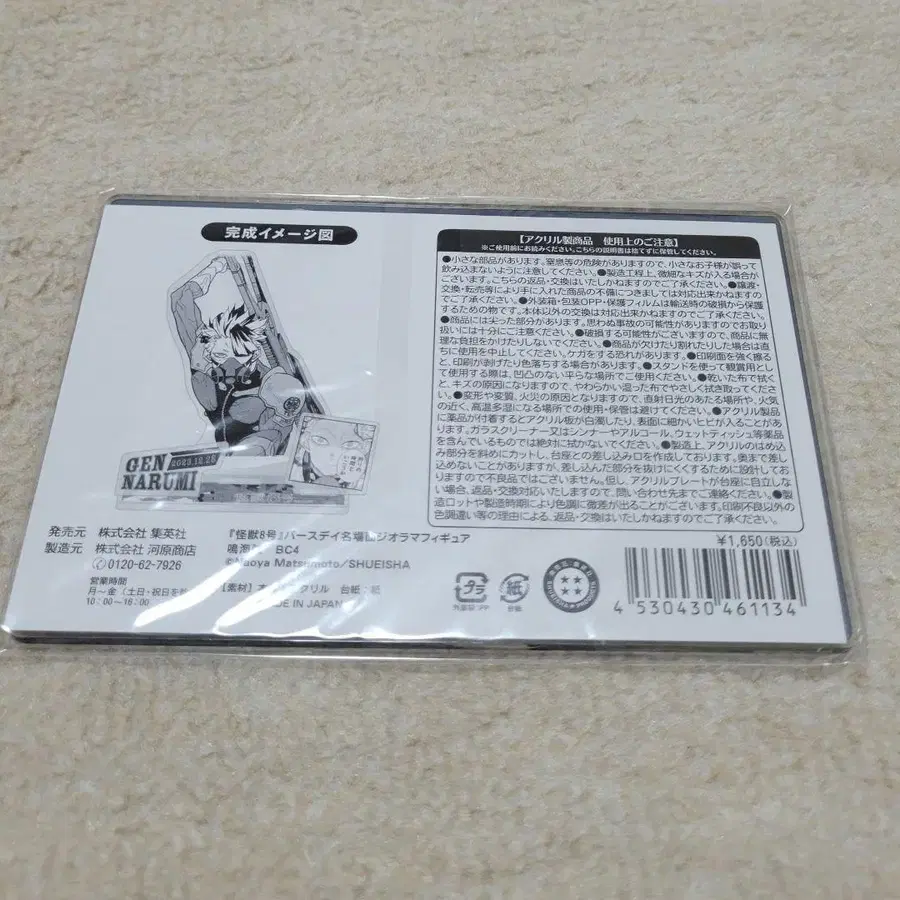 完成イメージ図
GEN
2023.12.28
NARUMI
発売元 株式会社 集英社
製造元 株式会社 河原商店
0120-62-7926
営業時間
月〜金(土日・祝日を
10:00〜16:00
『怪獣8号』バースデイ名場面ジオラマフィギュア
鳴 BC4
©Naoya Matsumoto/SHUEISHA
[素材] アクリル 台紙:紙
MADE IN JAPAN
【アクリル製商品 使用上のご注意】
※ご使用前にお読みください。こちらの説明書は捨てずに保管してください。
●小さな部品があります。窒息等の危険がありますので、小さなお子様が誤って
飲み込まないように注意してください。●製造工程上、微細なキズが入る場合が
ございます。こちらの返品・交換はいたしかねますのでご了承ください。●譲渡・
交換・転売等により手に入れた商品の不備につきましては対応出来かねますの
でご了承ください。●外装箱・包装OPP・保護フィルムは輸送時の破損から保護
するための物です。本体以外の交換は対応出来かねますのでご了承ください。
●商品には尖った部分があります。思わぬ事故の可能性がありますのでお取り
扱いには十分にご注意ください。●破損する可能性がございますので、商品に無
理な負担をかけたりしないでください。●商品が欠けたり割れたりした場合は直
ちに使用を中止してください。ケガをする恐れがあります。●印刷面を強く擦る
と、印刷が剥げたり色落ちする場合があります。●スタンドを使って観賞用とし
て使用する際は、凹凸のない平らな場所でご使用ください。●乾いた布で拭く
と、キズの原因になりますので、やわらかい湿った布でやさしく拭き取ってくだ
さい。●変形や変質、火災の原因となりますので、直射日光のあたる場所や、火気
の近く、高温多湿になる場所での使用・保管は避けてください。●アクリル製品
に薬品が付着するとアクリル板が白濁したり、表面に細かいヒビが入ることがあ
ります。ガラスクリーナー又はシンナーやアルコール、ウェットティッシュ等薬品
を含んでいるものでは絶対に拭かないでください。●製造上、アクリルのはめ込
み部分を斜めにカットし、台座との差し込み口を作成しております。奥まで差し
込めないことがありますが、差し込んだ部分を抜けにくくするために設計してお
りますので不良品ではございません。但し、アクリルプレートが台座に自立しな
い場合、返品・交換対応いたしますので、問い合わせ先までご連絡ください。●製
造ロットや製造時期により色調に微差が出ることがございます。印刷不良以外の
色調違い等の理由による、返品・交換はいたしかねますのでご了承ください。
¥1,650(税込)
プラ
外装袋:OPP
紙
台紙
4 530430 461134